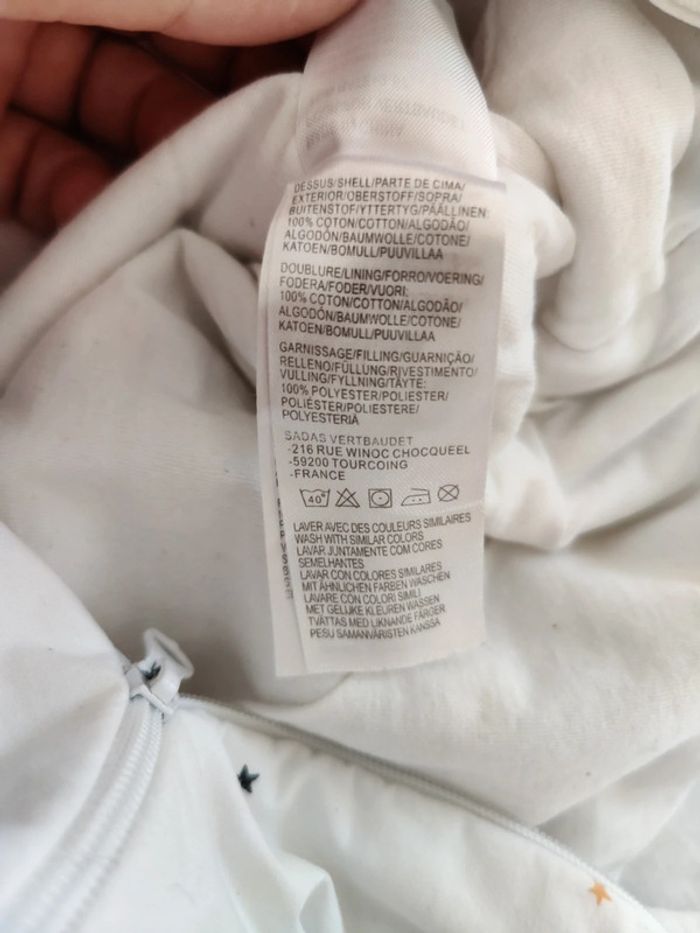 DESSUS/SHELL/PARTE DE CIMA/
EXTERIOR/OBERSTOFF/SOPRA/
BUITENSTOF/YTTERTYG/PÄÄLLINEN:
100% COTON/COTTON/ALGODÃO/
ALGODÓN/BAUMWOLLE/COTONE/
KATOEN/BOMULL/PUUVILLAA
DOUBLURE/LINING/FORRO/VOERING/
FODERA/FODER/VUORI:
100% COTON/COTTON/ALGODÃO/
ALGODÓN/BAUMWOLLE/COTONE/
KATOEN/BOMULL/PUUVILLAA
GARNISSAGE/FILLING/GUARNIÇÃO/
RELLENO/FÜLLUNG/RIVESTIMENTO/
VULLING/FYLLNING/TÄYTE:
100% POLYESTER/POLIESTER/
POLIÉSTER/POLIESTERE/
POLYESTERIÄ
SADAS VERTBAUDET
-216 RUE WINOC CHOCQUEEL
-59200 TOURCOING
-FRANCE
40°
LAVER AVEC DES COULEURS SIMILAIRES
WASH WITH SIMILAR COLORS
LAVAR JUNTAMENTE COM CORES
SEMELHANTES
LAVAR CON COLORES SIMILARES
MIT ÄHNLICHEN FARBEN WASCHEN
LAVARE CON COLORI SIMILI
MET GELIJKE KLEUREN WASSEN
TVÄTTAS MED LIKNANDE FÄRGER
PESU SAMANVÄRISTEN KANSSA